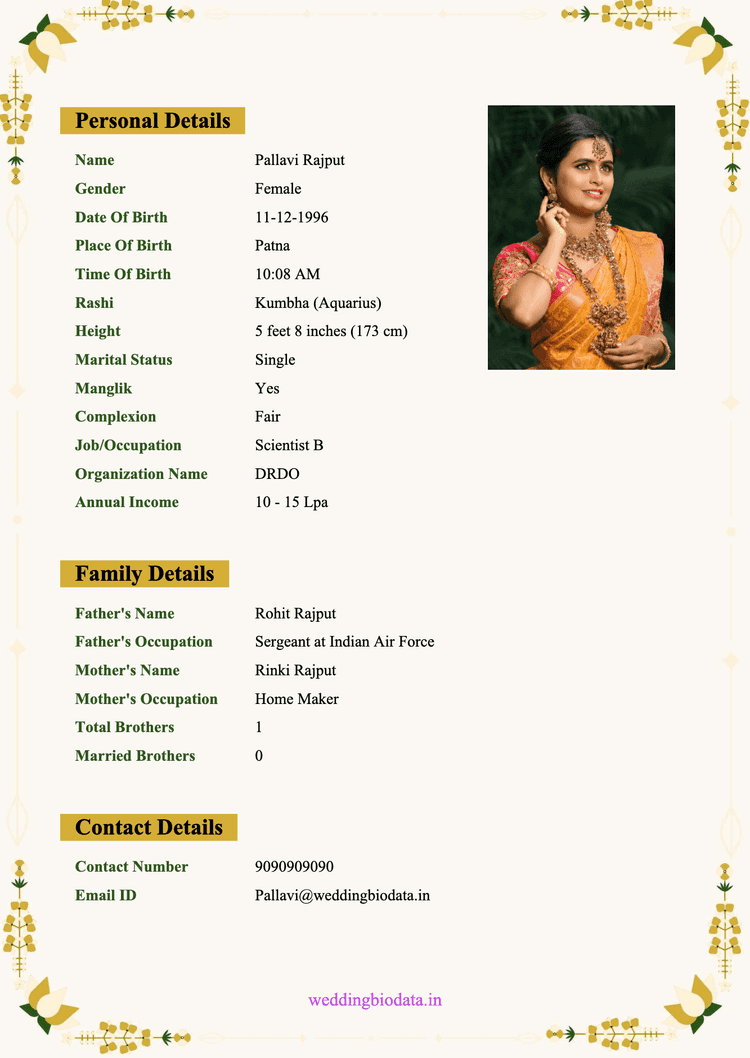 Personal Details
Name Pallavi Rajput
Gender Female
Date Of Birth 11-12-1996
Place Of Birth Patna
Time Of Birth 10:08 AM
Rashi Kumbha (Aquarius)
Height 5 feet 8 inches (173 cm)
Marital Status Single
Manglik Yes
Complexion Fair
Job/Occupation Scientist B
Organization Name DRDO
Annual Income 10 - 15 Lpa
Family Details
Father's Name Rohit Rajput
Father's Occupation Sergeant at Indian Air Force
Mother's Name Rinki Rajput
Mother's Occupation Home Maker
Total Brothers 1
Married Brothers 0
Contact Details
Contact Number 9090909090
Email ID Pallavi@weddingbiodata.in
weddingbiodata.in